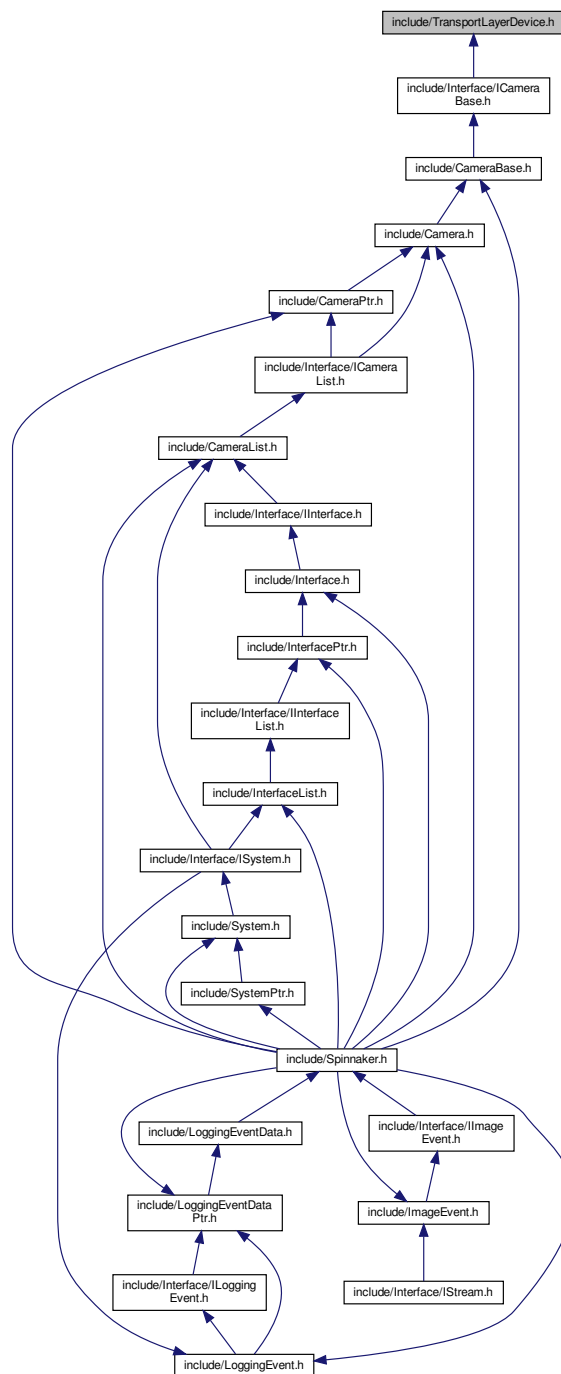 include/TransportLayerDevice.h
include/Interface/ICamera
Base.h
include/CameraBase.h
include/Camera.h
include/CameraPtr.h
include/Interface/ICamera
List.h
include/CameraList.h
include/Interface/IInterface.h
include/Interface.h
include/InterfacePtr.h
include/Interface/IInterface
List.h
include/InterfaceList.h
include/Interface/ISystem.h
include/System.h
include/SystemPtr.h
include/Spinnaker.h
include/LoggingEventData.h
include/Interface/IImage
Event.h
include/LoggingEventData
Ptr.h
include/ImageEvent.h
include/Interface/ILogging
Event.h
include/Interface/IStream.h
include/LoggingEvent.h